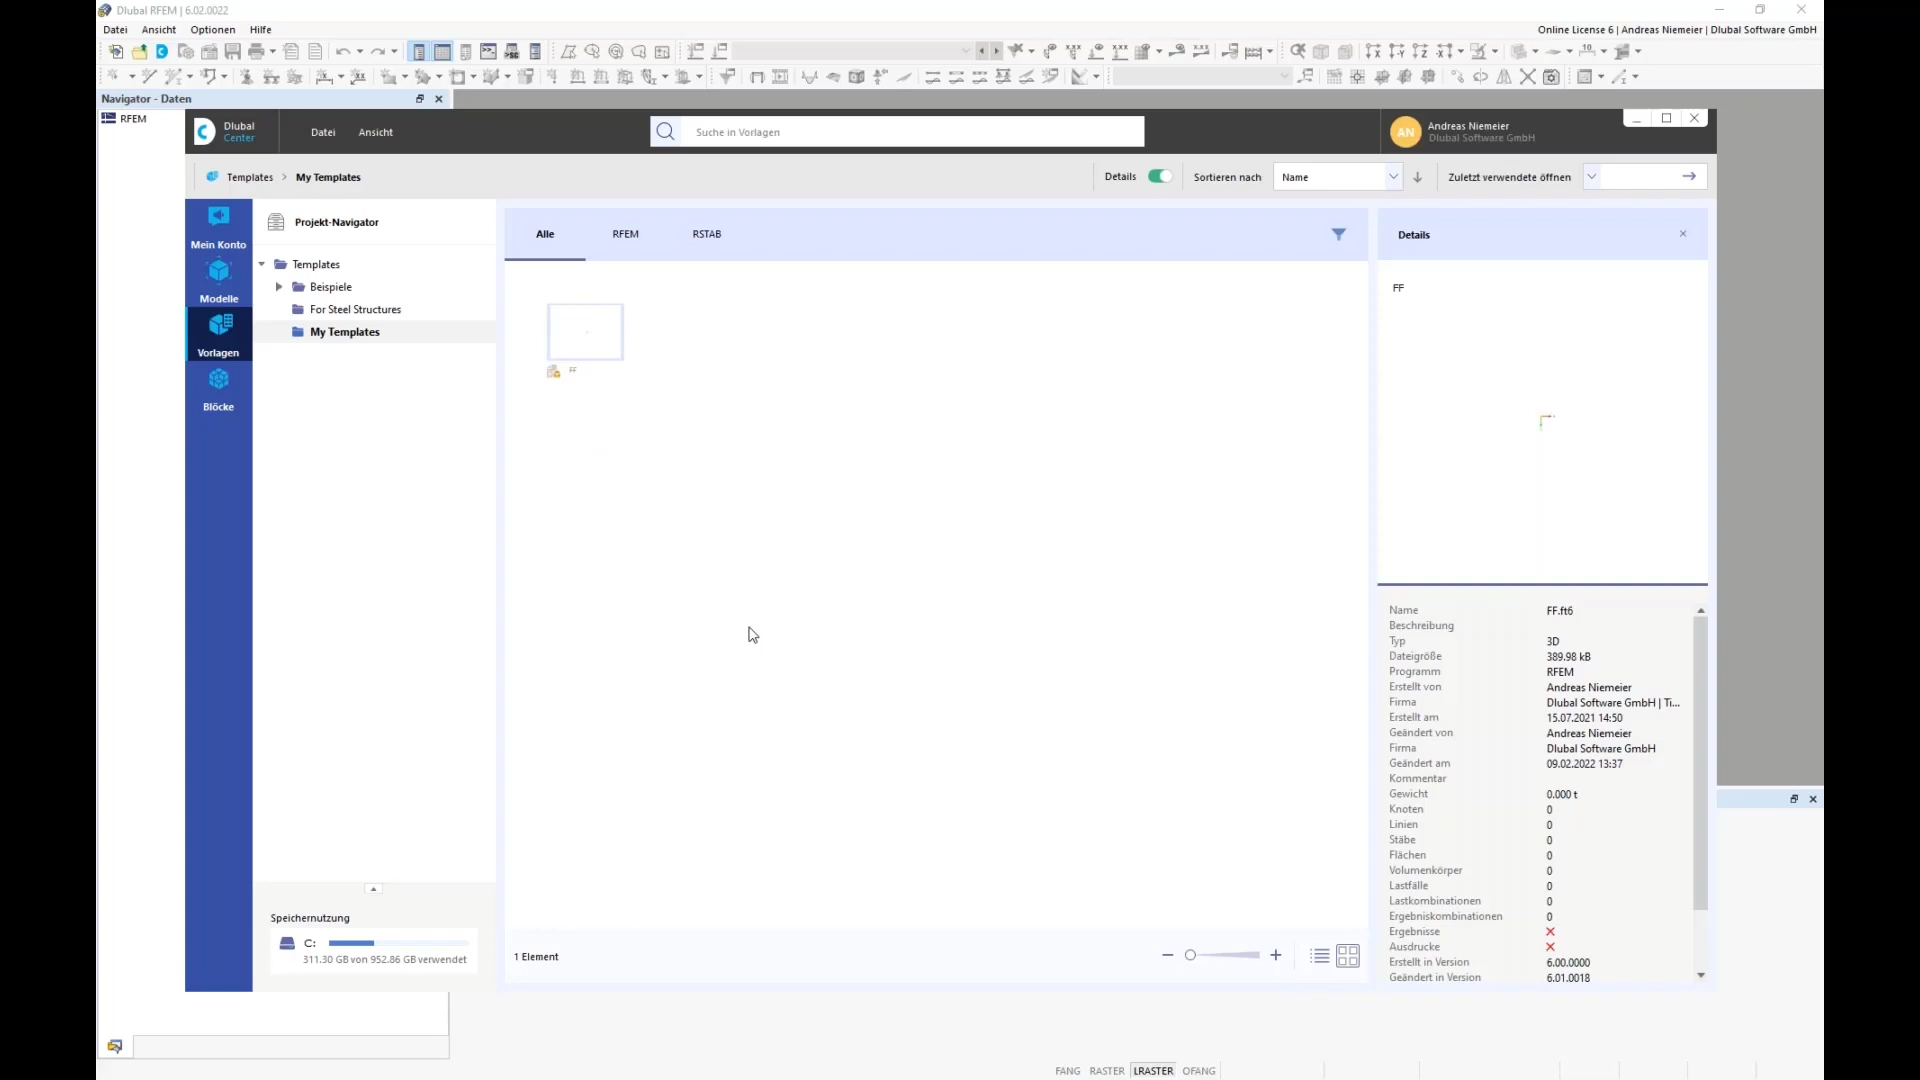 Dlubal RFEM | 6.02.0022
Datei Ansicht Optionen Hilfe
Online License 6 | Andreas Niemeier | Dlubal Software GmbH
Navigator - Daten
RFEM
Dlubal
Center
Datei Ansicht
Suche in Vorlagen
AN
Andreas Niemeier
Dlubal Software GmbH
Templates > My Templates
Details
Sortieren nach
Name
Zuletzt verwendete öffnen
Mein Konto
Modelle
Vorlagen
Blöcke
Projekt-Navigator
Templates
Beispiele
For Steel Structures
My Templates
Speichernutzung
C:
311.30 GB von 952.86 GB verwendet
Alle RFEM RSTAB
FF
1 Element
Details
FF
Name FF.ft6
Beschreibung
Typ 3D
Dateigröße 389.98 kB
Programm RFEM
Erstellt von Andreas Niemeier
Firma Dlubal Software GmbH | Ti...
Erstellt am 15.07.2021 14:50
Geändert von Andreas Niemeier
Firma Dlubal Software GmbH
Geändert am 09.02.2022 13:37
Kommentar
Gewicht 0.000 t
Knoten 0
Linien 0
Stäbe 0
Flächen 0
Volumenkörper 0
Lastfälle 0
Lastkombinationen 0
Ergebniskombinationen 0
Ergebnisse
Ausdrucke
Erstellt in Version 6.00.0000
Geändert in Version 6.01.0018
FANG RASTER LRASTER OFANG